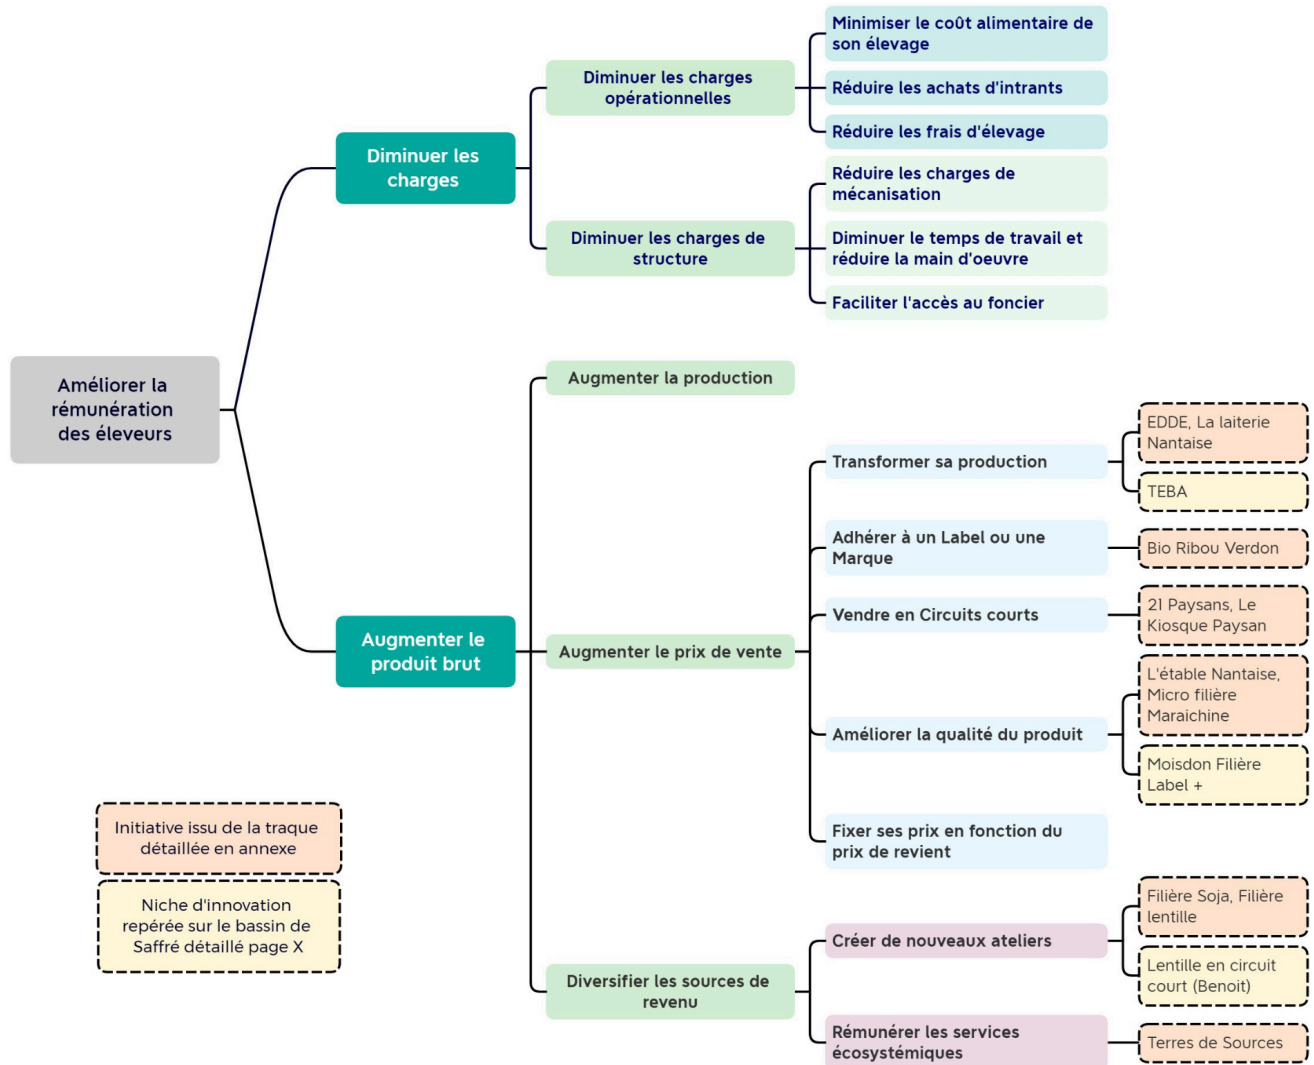 Améliorer la
rémunération
des éleveurs
Diminuer les
charges
Diminuer les charges
opérationnelles
Minimiser le coût alimentaire de
son élevage
Réduire les achats d'intrants
Réduire les frais d'élevage
Diminuer les charges de
structure
Réduire les charges de
mécanisation
Diminuer le temps de travail et
réduire la main d'oeuvre
Faciliter l'accès au foncier
Augmenter le
produit brut
Augmenter la production
Augmenter le prix de vente
Transformer sa production
EDDE, La laiterie
Nantaise
TEBA
Adhérer à un Label ou une
Marque
Bio Ribou Verdon
Vendre en Circuits courts
21 Paysans, Le
Kiosque Paysan
Améliorer la qualité du produit
L'étable Nantaise,
Micro filière
Maraichine
Moisdon Filière
Label +
Fixer ses prix en fonction du
prix de revient
Diversifier les sources de
revenu
Créer de nouveaux ateliers
Filière Soja, Filière
lentille
Lentille en circuit
court (Benoit)
Rémunérer les services
écosystémiques
Terres de Sources
Initiative issu de la traque
détaillée en annexe
Niche d'innovation
repérée sur le bassin de
Saffré détaillé page X